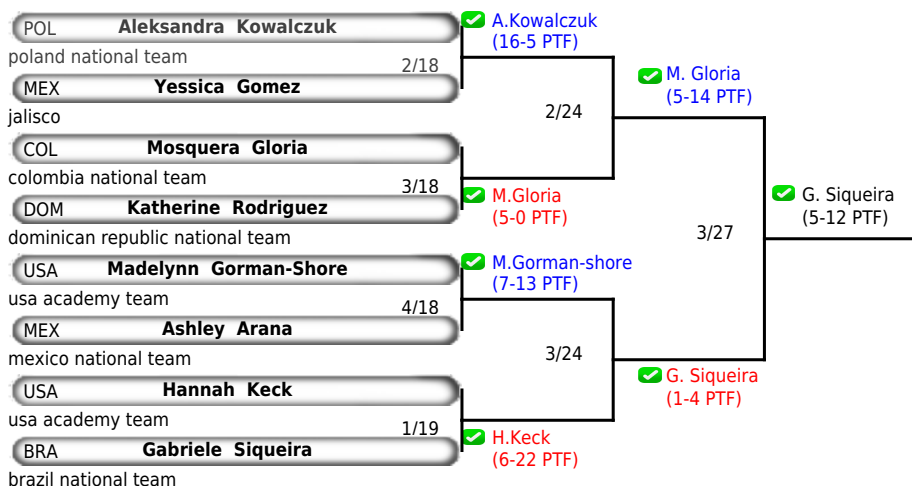 POL Aleksandra Kowalczuk
poland national team
2/18
MEX Yessica Gomez
jalisco
COL Mosquera Gloria
colombia national team
3/18
DOM Katherine Rodriguez
dominican republic national team
USA Madelynn Gorman-Shore
usa academy team
4/18
MEX Ashley Arana
mexico national team
USA Hannah Keck
usa academy team
1/19
BRA Gabriele Siqueira
brazil national team
A.Kowalczuk
(16-5 PTF)
2/24
M.Gloria
(5-0 PTF)
M.Gorman-shore
(7-13 PTF)
3/24
H.Keck
(6-22 PTF)
M. Gloria
(5-14 PTF)
3/27
G. Siqueira
(1-4 PTF)
G. Siqueira
(5-12 PTF)